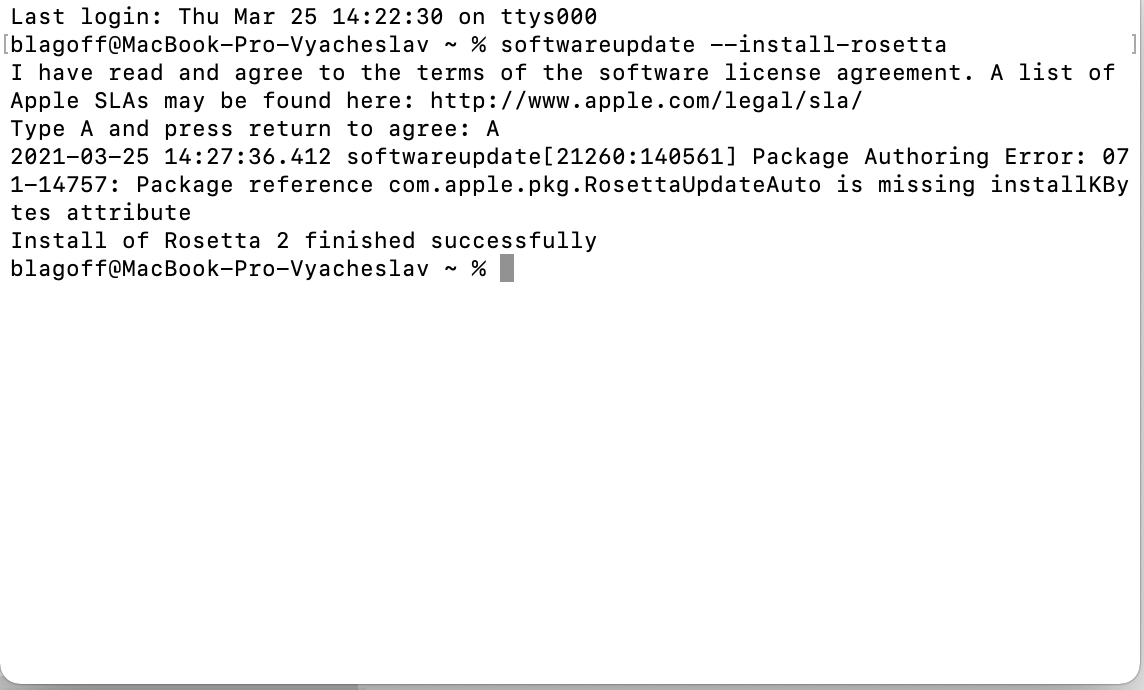 Last login: Thu Mar 25 14:22:30 on ttys000
[blagoff@MacBook-Pro-Vyacheslav ~ % softwareupdate --install-rosetta ]
I have read and agree to the terms of the software license agreement. A list of
Apple SLAs may be found here: http://www.apple.com/legal/sla/
Type A and press return to agree: A
2021-03-25 14:27:36.412 softwareupdate[21260:140561] Package Authoring Error: 07
1-14757: Package reference com.apple.pkg.RosettaUpdateAuto is missing installKBy
tes attribute
Install of Rosetta 2 finished successfully
blagoff@MacBook-Pro-Vyacheslav ~ %